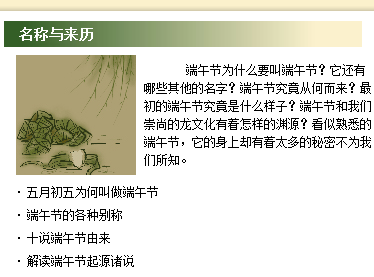 名称与来历
端午节为什么要叫端午节？它还有
哪些其他的名字？端午节究竟从何而来？最
初的端午节究竟是什么样子？端午节和我们
崇尚的龙文化有着怎样的渊源？看似熟悉的
端午节，它的身上却有着太多的秘密不为我
们所知。
· 五月初五为何叫做端午节
· 端午节的各种别称
· 十说端午节由来
· 解读端午节起源诸说